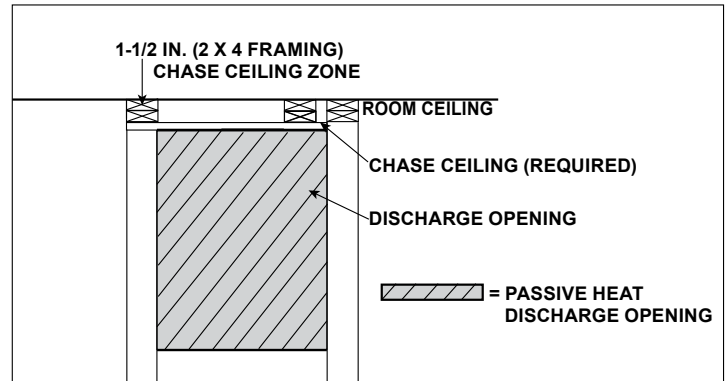 1-1/2 IN. (2 X 4 FRAMING)
CHASE CEILING ZONE
ROOM CEILING
CHASE CEILING (REQUIRED)
DISCHARGE OPENING
= PASSIVE HEAT
DISCHARGE OPENING